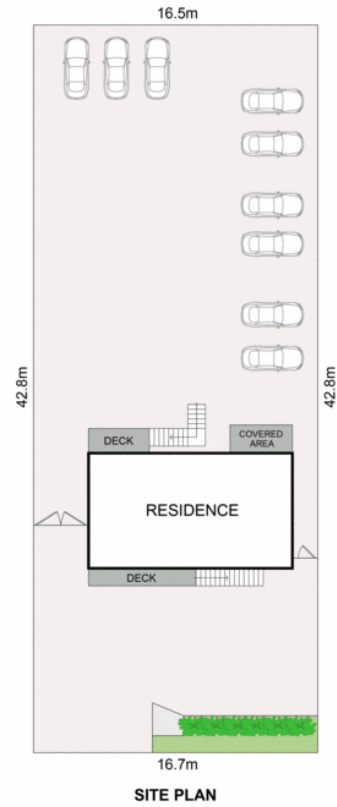 16.5m
42.8m
42.8m
DECK
COVERED
AREA
RESIDENCE
DECK
16.7m
SITE PLAN